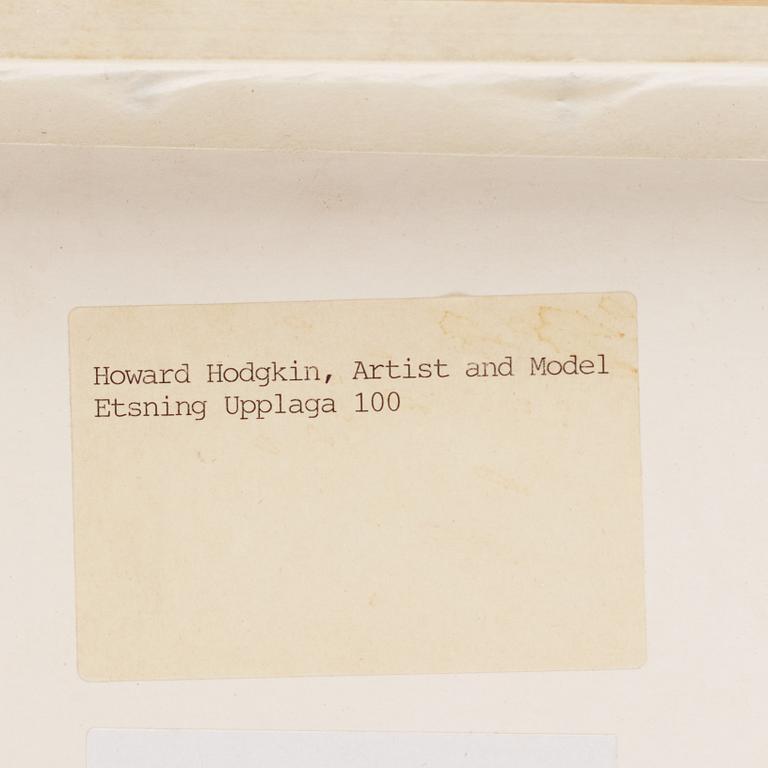 Howard Hodgkin, Artist and Model
Etsning Upplaga 100